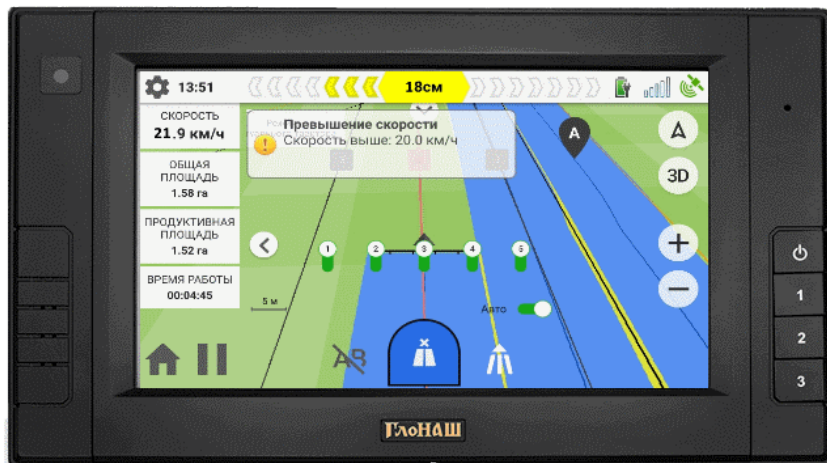 13:51
18см
СКОРОСТЬ
21.9 км/ч
ОБЩАЯ
ПЛОЩАДЬ
1.58 га
ПРОДУКТИВНАЯ
ПЛОЩАДЬ
1.52 га
ВРЕМЯ РАБОТЫ
00:04:45
Превышение скорости
Скорость выше: 20.0 км/ч
A
3D
1
2
3
4
5
5 м
Авто
AB
1
2
3
ГлоНАШ